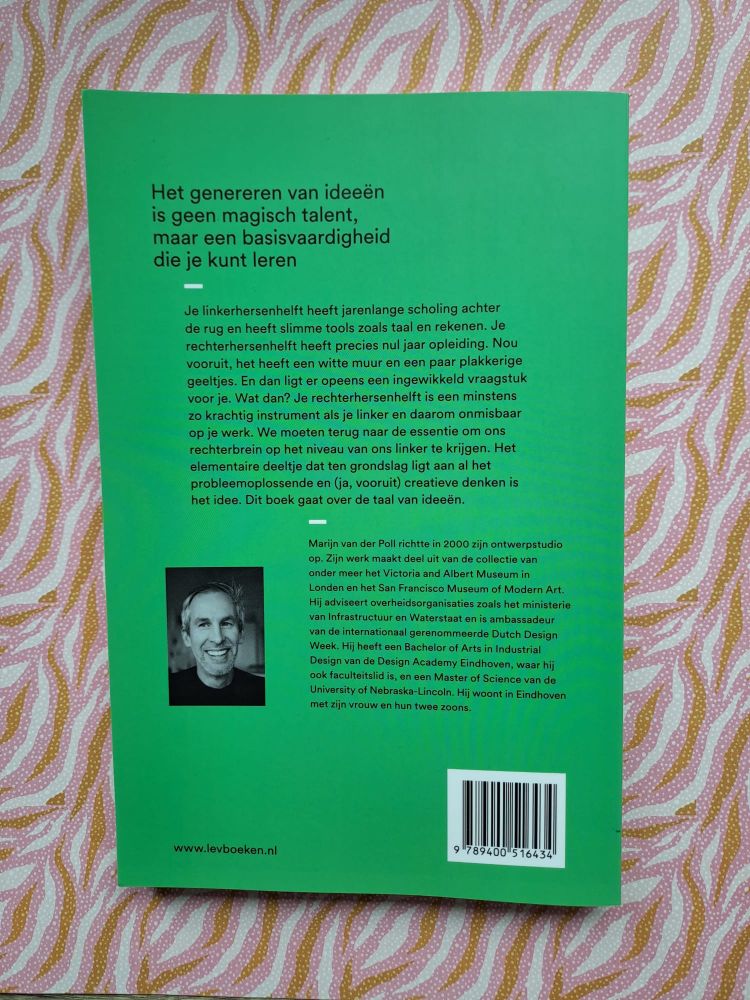 Het genereren van ideeën
is geen magisch talent,
maar een basisvaardigheid
die je kunt leren
Je linkerhersenhelft heeft jarenlange scholing achter
de rug en heeft slimme tools zoals taal en rekenen. Je
rechterhersenhelft heeft precies nul jaar opleiding. Nou
vooruit, het heeft een witte muur en een paar plakkerige
geeltjes. En dan ligt er opeens een ingewikkeld vraagstuk
voor je. Wat dan? Je rechterhersenhelft is een minstens
zo krachtig instrument als je linker en daarom onmisbaar
op je werk. We moeten terug naar de essentie om ons
rechterbrein op het niveau van ons linker te krijgen. Het
elementaire deeltje dat ten grondslag ligt aan al het
probleemoplossende en (ja, vooruit) creatieve denken is
het idee. Dit boek gaat over de taal van ideeën.
Marijn van der Poll richtte in 2000 zijn ontwerpstudio
op. Zijn werk maakt deel uit van de collectie van
onder meer het Victoria and Albert Museum in
Londen en het San Francisco Museum of Modern Art.
Hij adviseert overheidsorganisaties zoals het ministerie
van Infrastructuur en Waterstaat en is ambassadeur
van de internationaal gerenommeerde Dutch Design
Week. Hij heeft een Bachelor of Arts in Industrial
Design van de Design Academy Eindhoven, waar hij
ook faculteitslid is, en een Master of Science van de
University of Nebraska-Lincoln. Hij woont in Eindhoven
met zijn vrouw en hun twee zoons.
www.levboeken.nl
9 789400 516434